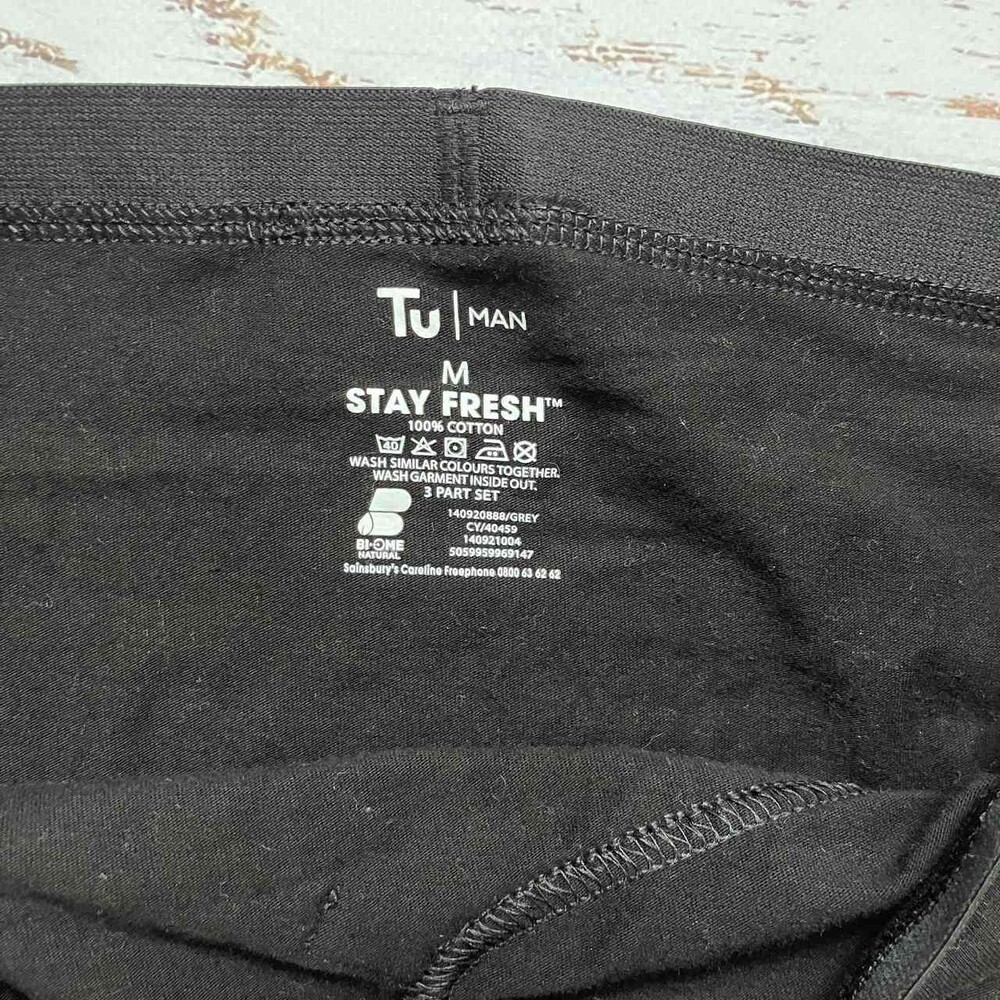 Tu | MAN
M
STAY FRESH™
100% COTTON
40
WASH SIMILAR COLOURS TOGETHER.
WASH GARMENT INSIDE OUT.
3 PART SET
140920888/GREY
CY/40459
140921004
5059959969147
BI-OME
NATURAL
Sainsbury's Careline Freephone 0800 63 62 62